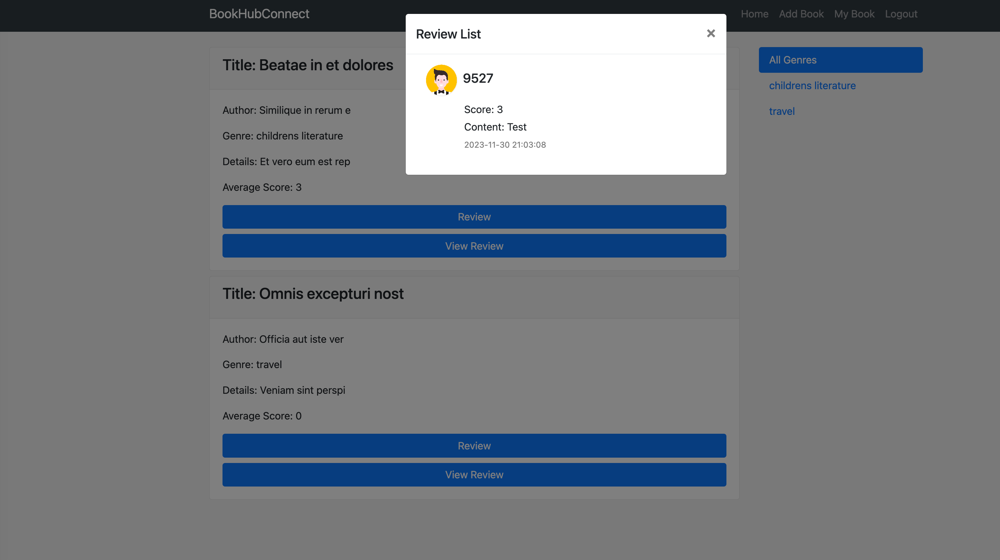 BookHubConnect
Home Add Book My Book Logout
Review List
×
9527
Score: 3
Content: Test
2023-11-30 21:03:08
Title: Beatae in et dolores
Author: Similique in rerum e
Genre: childrens literature
Details: Et vero eum est rep
Average Score: 3
Review
View Review
Title: Omnis excepturi nost
Author: Officia aut iste ver
Genre: travel
Details: Veniam sint perspi
Average Score: 0
Review
View Review
All Genres
childrens literature
travel